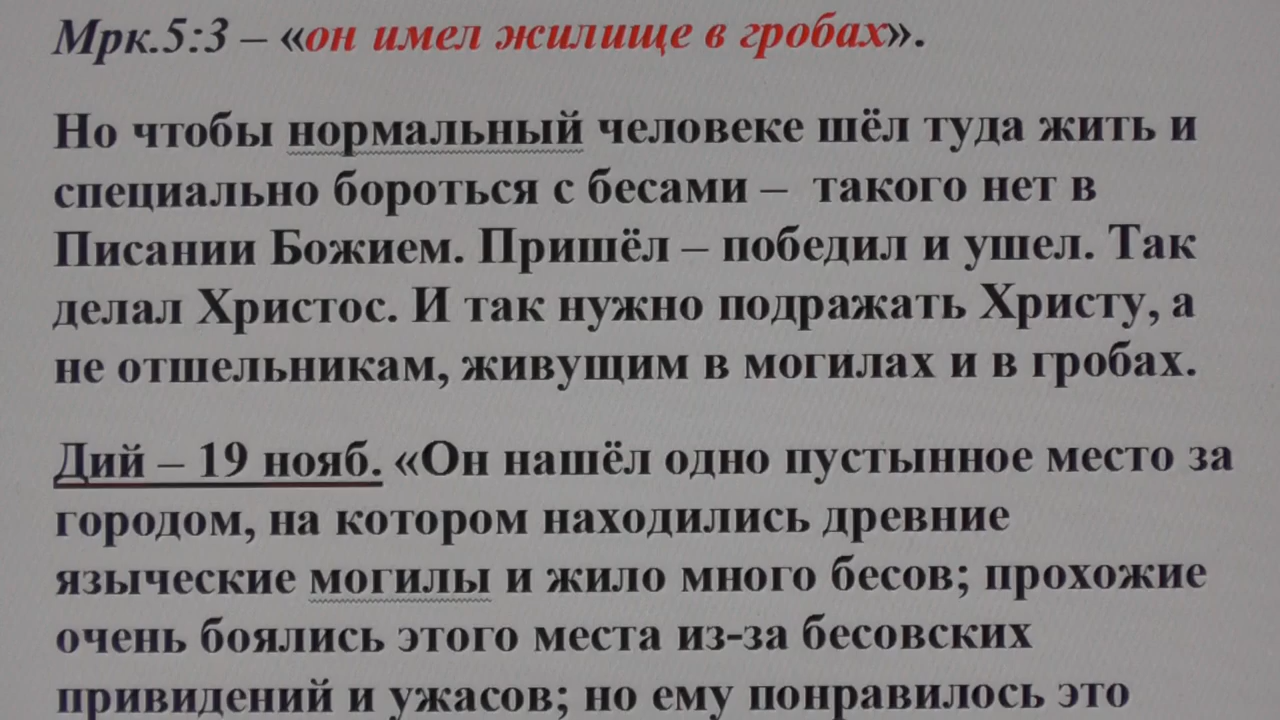 Мрк.5:3 – «он имел жилище в гробах».
Но чтобы нормальный человеке шёл туда жить и
специально бороться с бесами – такого нет в
Писании Божием. Пришёл – победил и ушел. Так
делал Христос. И так нужно подражать Христу, а
не отшельникам, живущим в могилах и в гробах.
Дий – 19 нояб. «Он нашёл одно пустынное место за
городом, на котором находились древние
языческие могилы и жило много бесов; прохожие
очень боялись этого места из-за бесовских
привидений и ужасов; но ему понравилось это